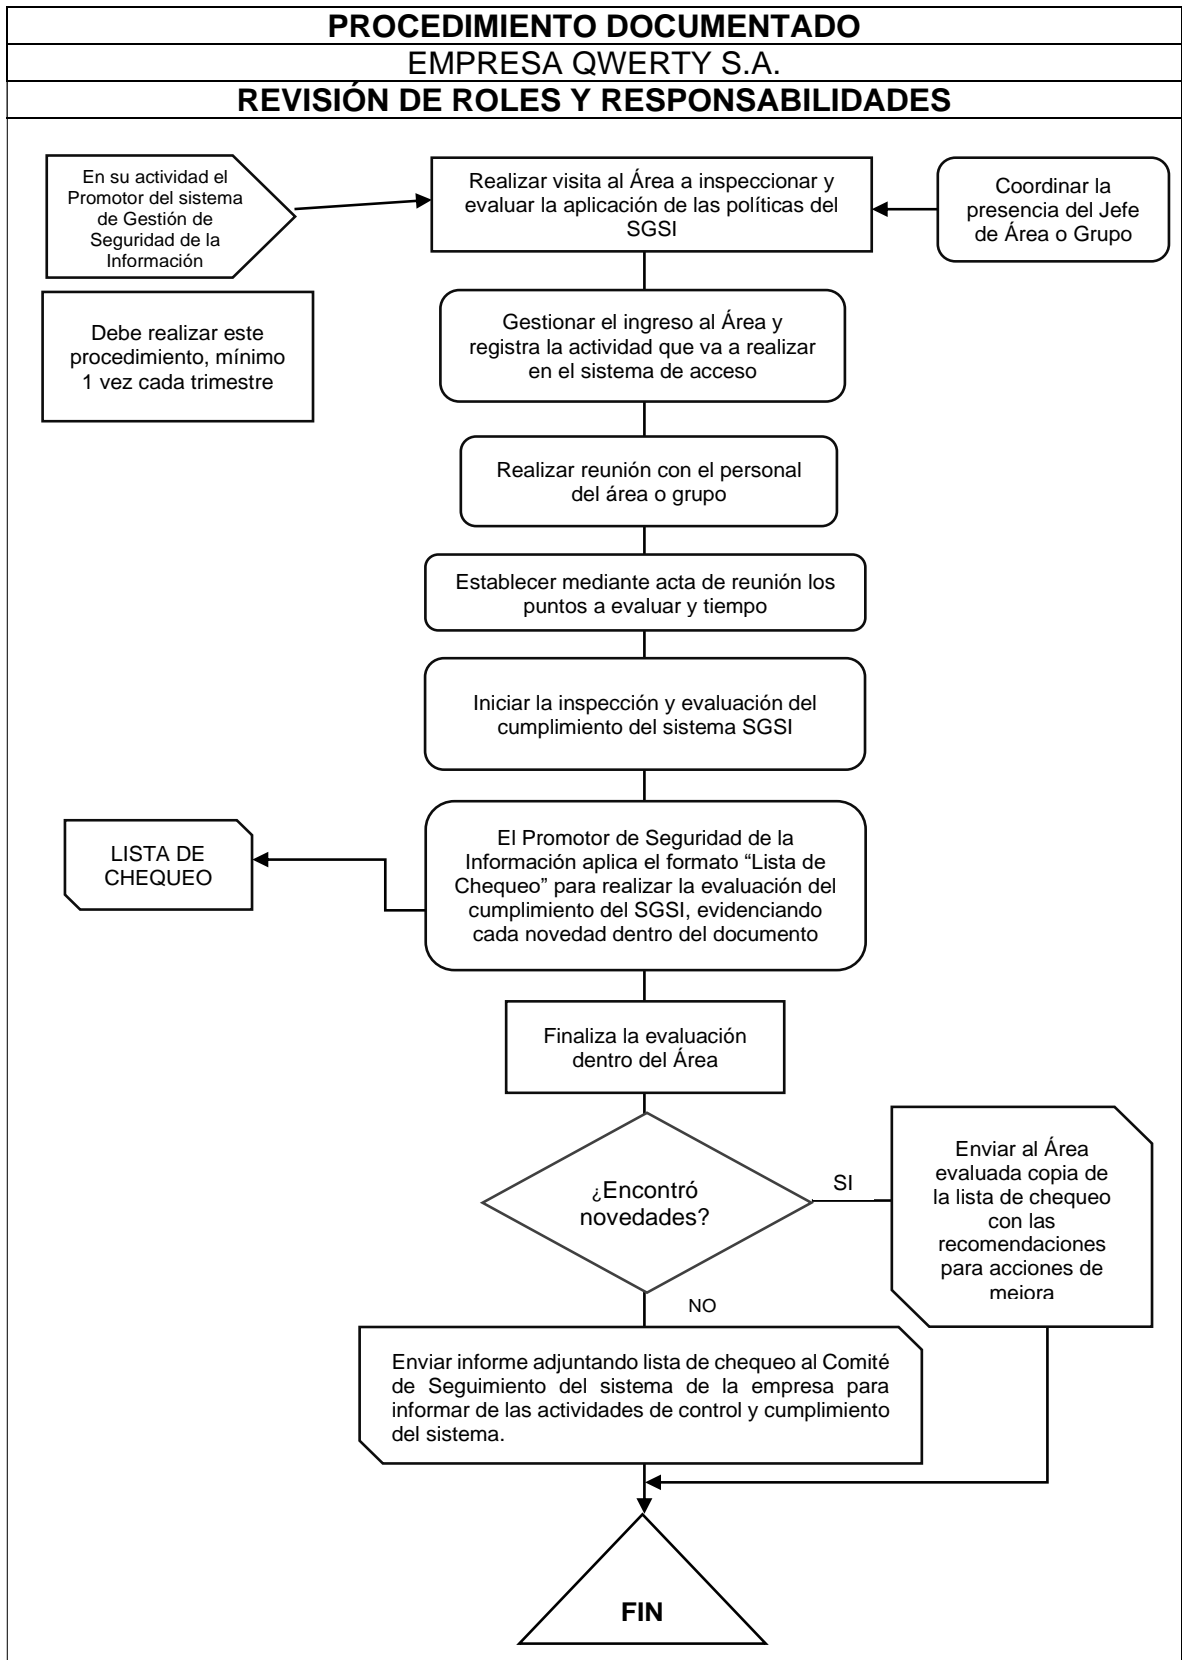 PROCEDIMIENTO DOCUMENTADO
EMPRESA QWERTY S.A.
REVISIÓN DE ROLES Y RESPONSABILIDADES
En su actividad el
Promotor del sistema
de Gestión de
Seguridad de la
Información
Realizar visita al Área a inspeccionar y
evaluar la aplicación de las políticas del
SGSI
Coordinar la
presencia del Jefe
de Área o Grupo
Debe realizar este
procedimiento, mínimo
1 vez cada trimestre
Gestionar el ingreso al Área y
registra la actividad que va a realizar
en el sistema de acceso
Realizar reunión con el personal
del área o grupo
Establecer mediante acta de reunión los
puntos a evaluar y tiempo
Iniciar la inspección y evaluación del
cumplimiento del sistema SGSI
LISTA DE
CHEQUEO
El Promotor de Seguridad de la
Información aplica el formato “Lista de
Chequeo” para realizar la evaluación del
cumplimiento del SGSI, evidenciando
cada novedad dentro del documento
Finaliza la evaluación
dentro del Área
¿Encontró
novedades?
SI
Enviar al Área
evaluada copia de
la lista de chequeo
con las
recomendaciones
para acciones de
mejora
NO
Enviar informe adjuntando lista de chequeo al Comité
de Seguimiento del sistema de la empresa para
informar de las actividades de control y cumplimiento
del sistema.
FIN